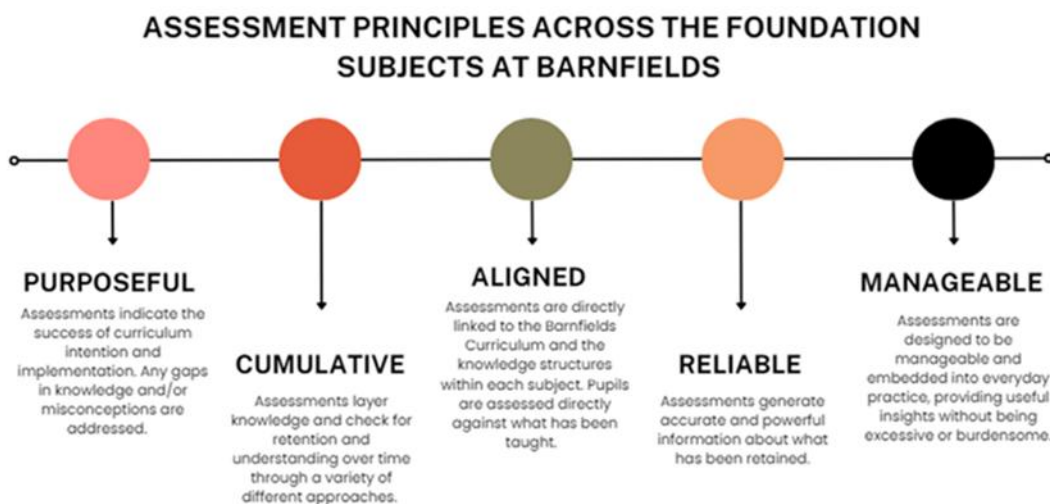 ASSESSMENT PRINCIPLES ACROSS THE FOUNDATION
SUBJECTS AT BARNFIELDS
PURPOSEFUL
Assessments indicate the
success of curriculum
intention and
implementation. Any gaps
in knowledge and/or
misconceptions are
addressed.
CUMULATIVE
Assessments layer
knowledge and check for
retention and
understanding over time
through a variety of
different approaches.
ALIGNED
Assessments are directly
linked to the Barnfields
Curriculum and the
knowledge structures
within each subject. Pupils
are assessed directly
against what has been
taught.
RELIABLE
Assessments generate
accurate and powerful
information about what
has been retained.
MANAGEABLE
Assessments are
designed to be
manageable and
embedded into everyday
practice, providing useful
insights without being
excessive or burdensome.